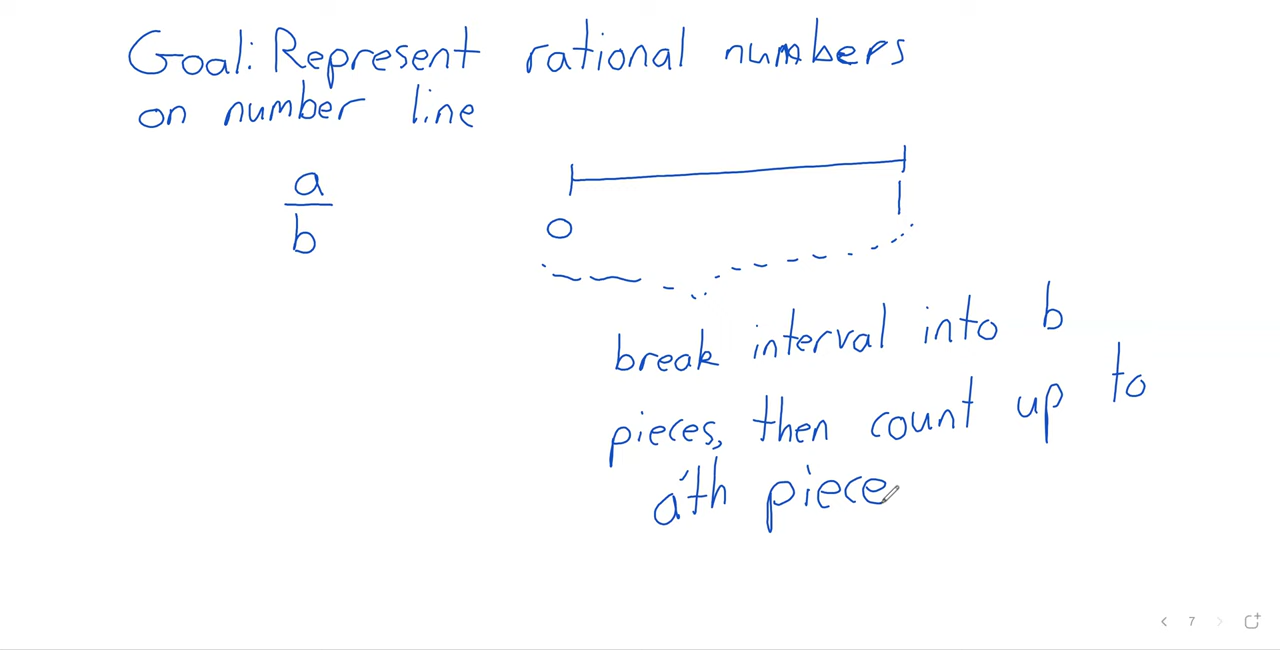 Goal: Represent rational numbers
on number line
a
b
0 1
break interval into b
pieces, then count up to
a'th piece
7